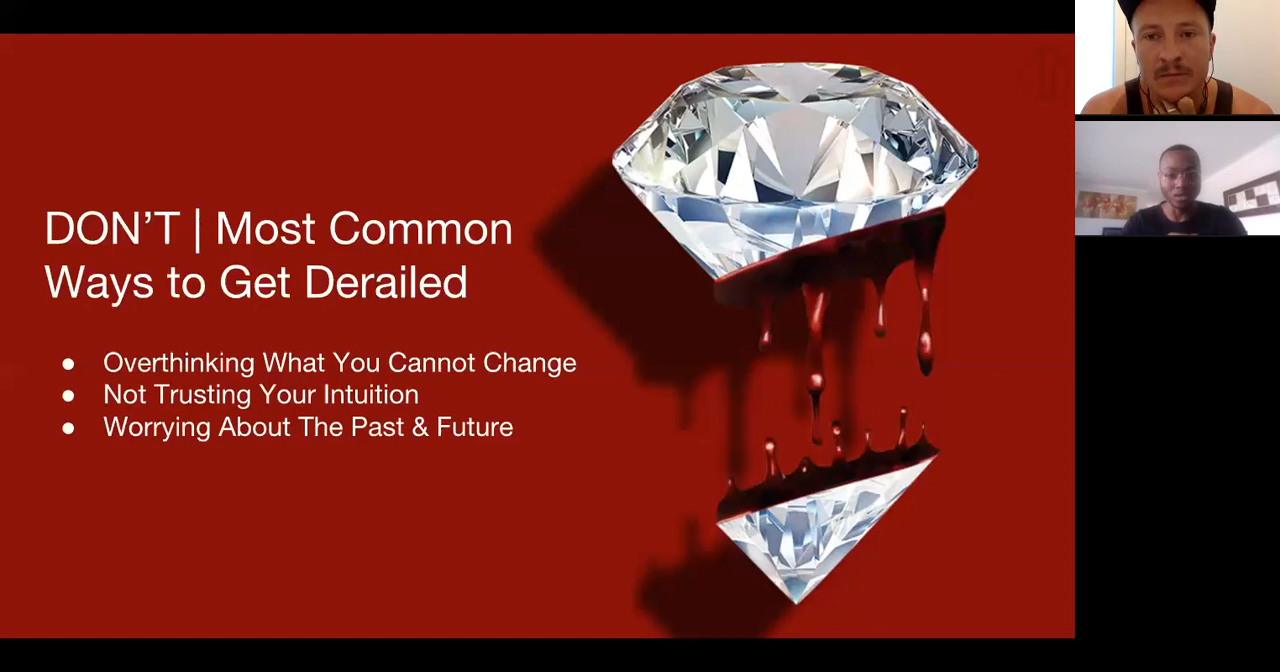 DON’T | Most Common
Ways to Get Derailed
● Overthinking What You Cannot Change
● Not Trusting Your Intuition
● Worrying About The Past & Future